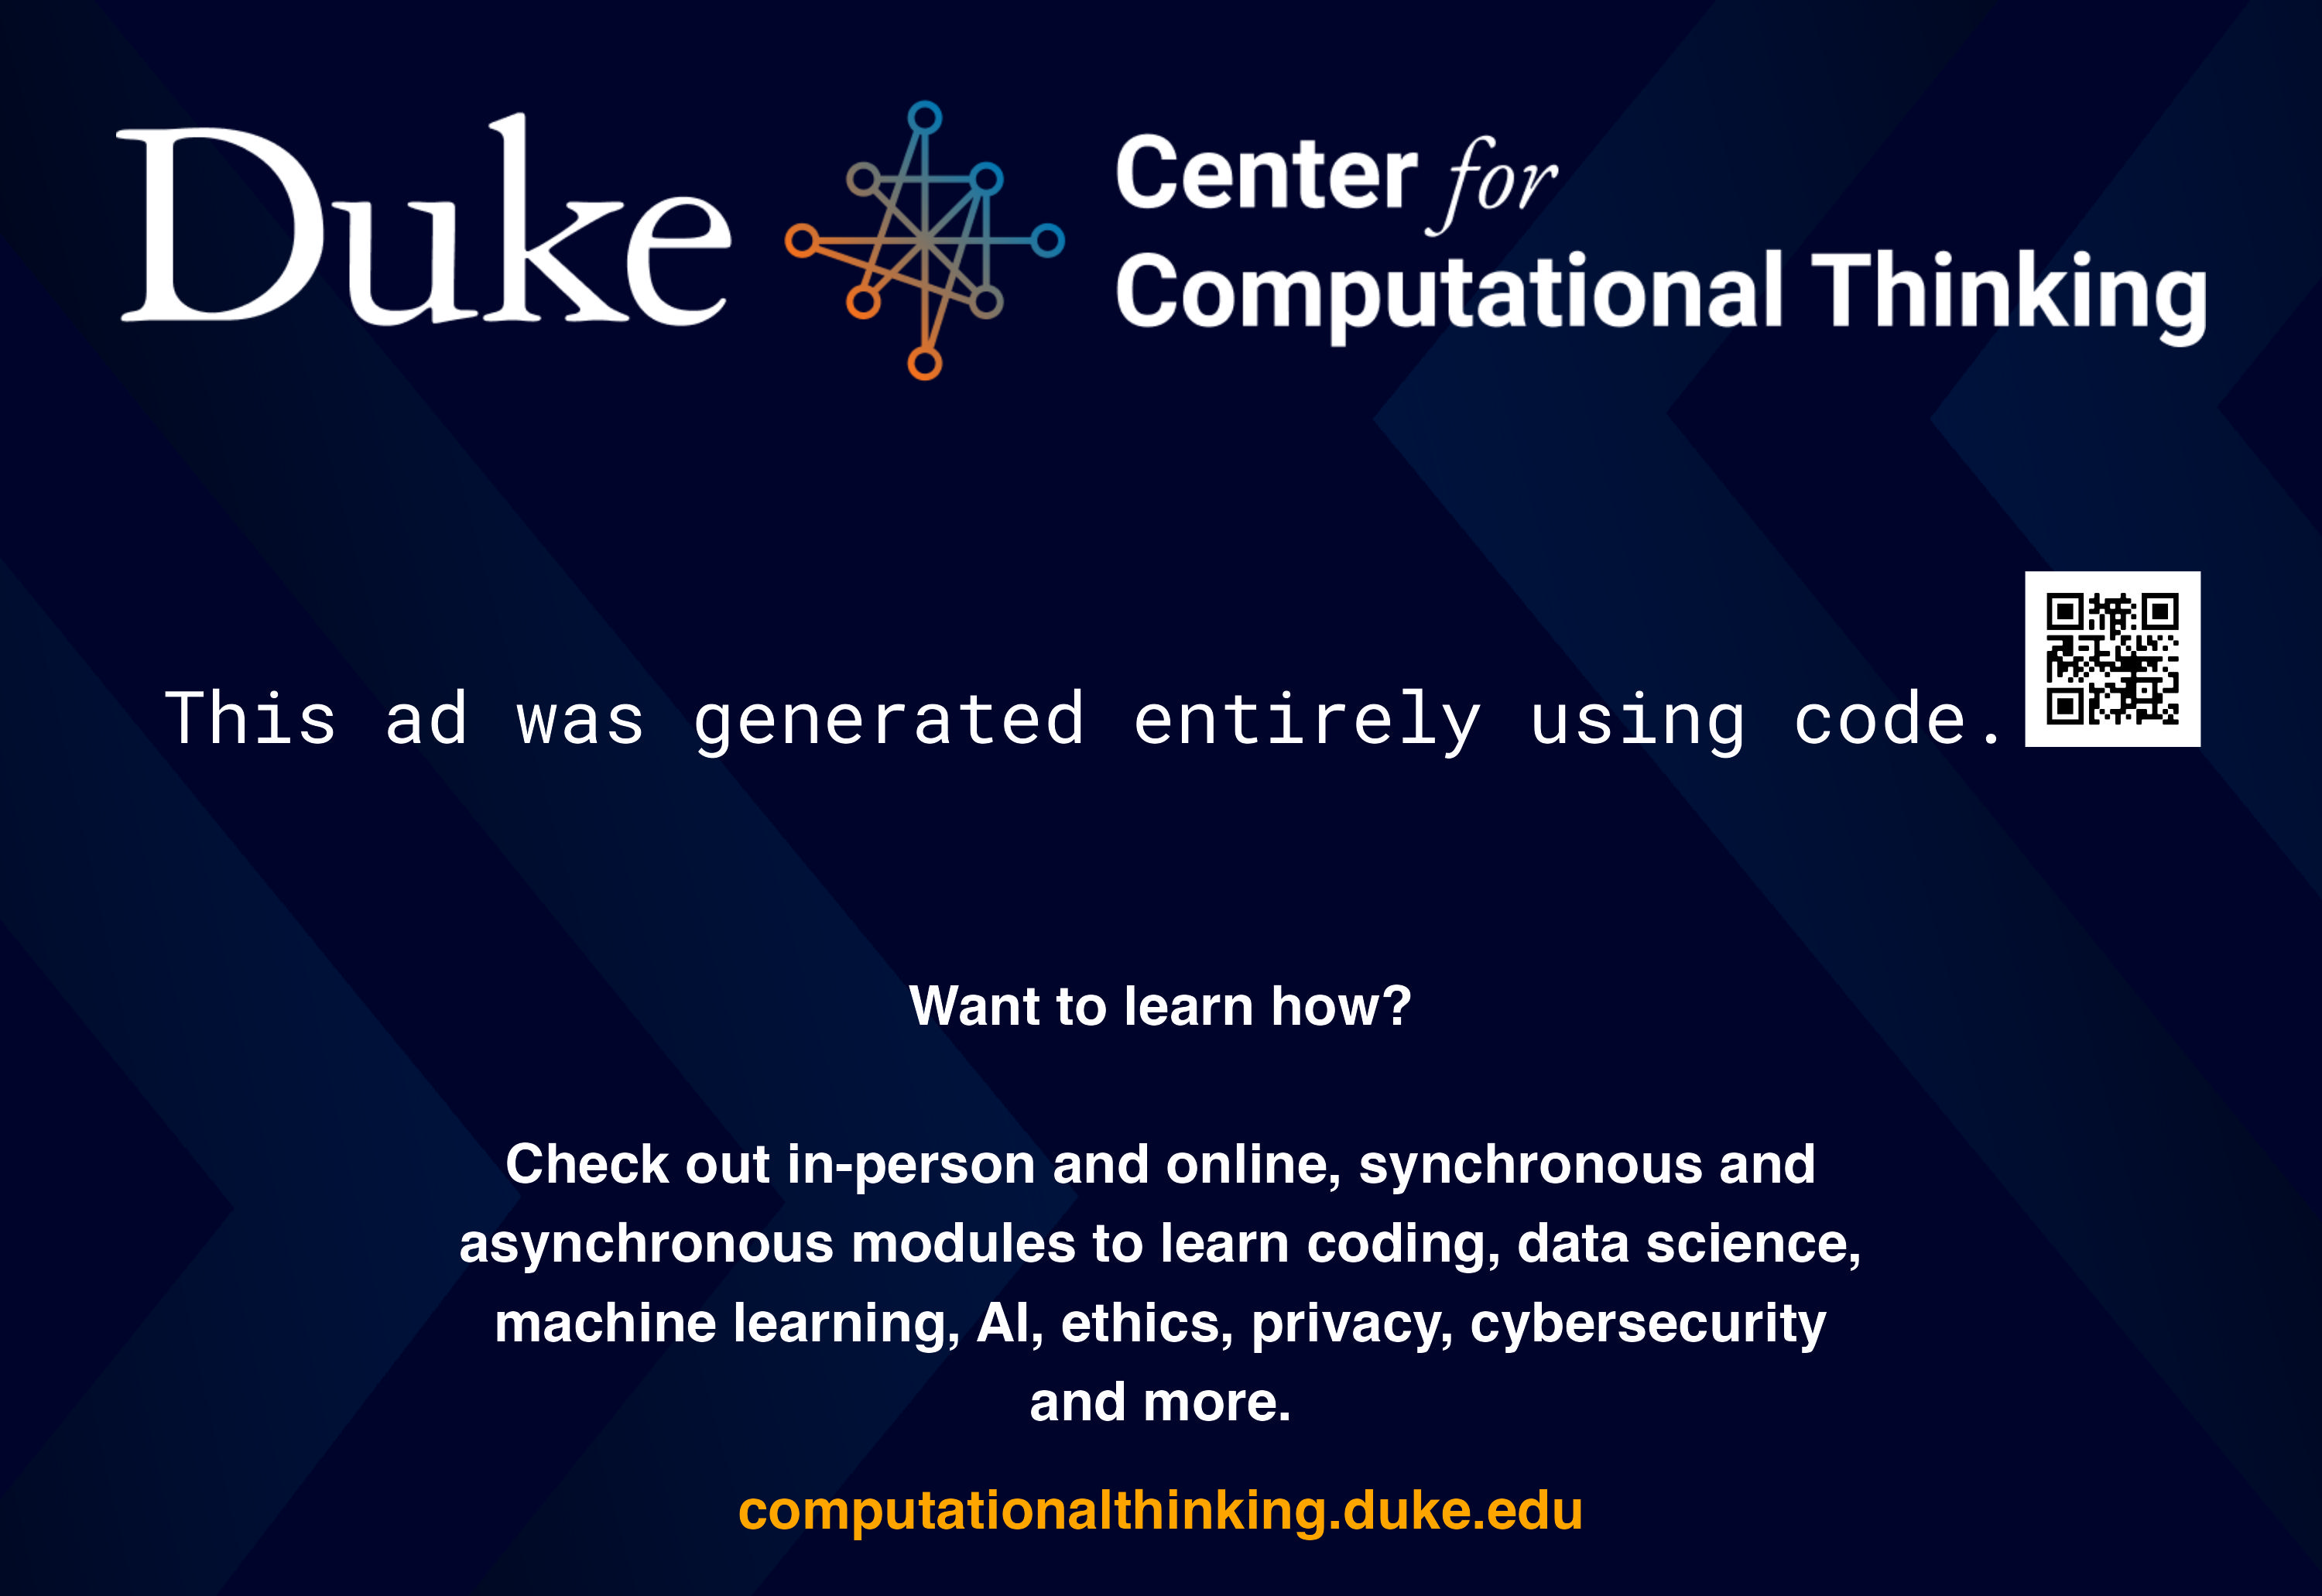 Duke
Center for
Computational Thinking
This ad was generated entirely using code.
Want to learn how?
Check out in-person and online, synchronous and
asynchronous modules to learn coding, data science,
machine learning, AI, ethics, privacy, cybersecurity
and more.
computationalthinking.duke.edu